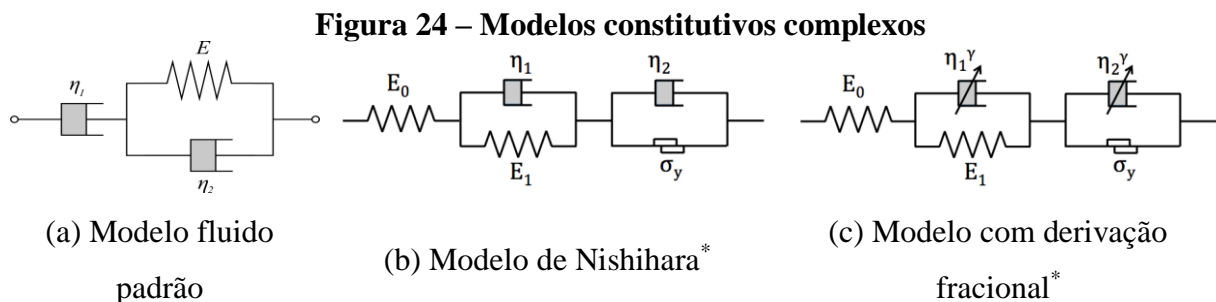 Figura 24 – Modelos constitutivos complexos
η₁ E η₂
E₀ η₁ E₁ η₂ σy
E₀ η₁ᵞ E₁ η₂ᵞ σy
(a) Modelo fluido
padrão
(b) Modelo de Nishihara*
(c) Modelo com derivação
fracional*